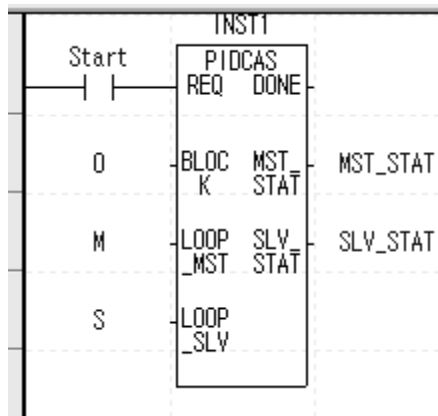 INST1
Start
PIDCAS
REQ DONE
0 BLOC
K MST_
STAT MST_STAT
M LOOP
_MST SLV_
STAT SLV_STAT
S LOOP
_SLV